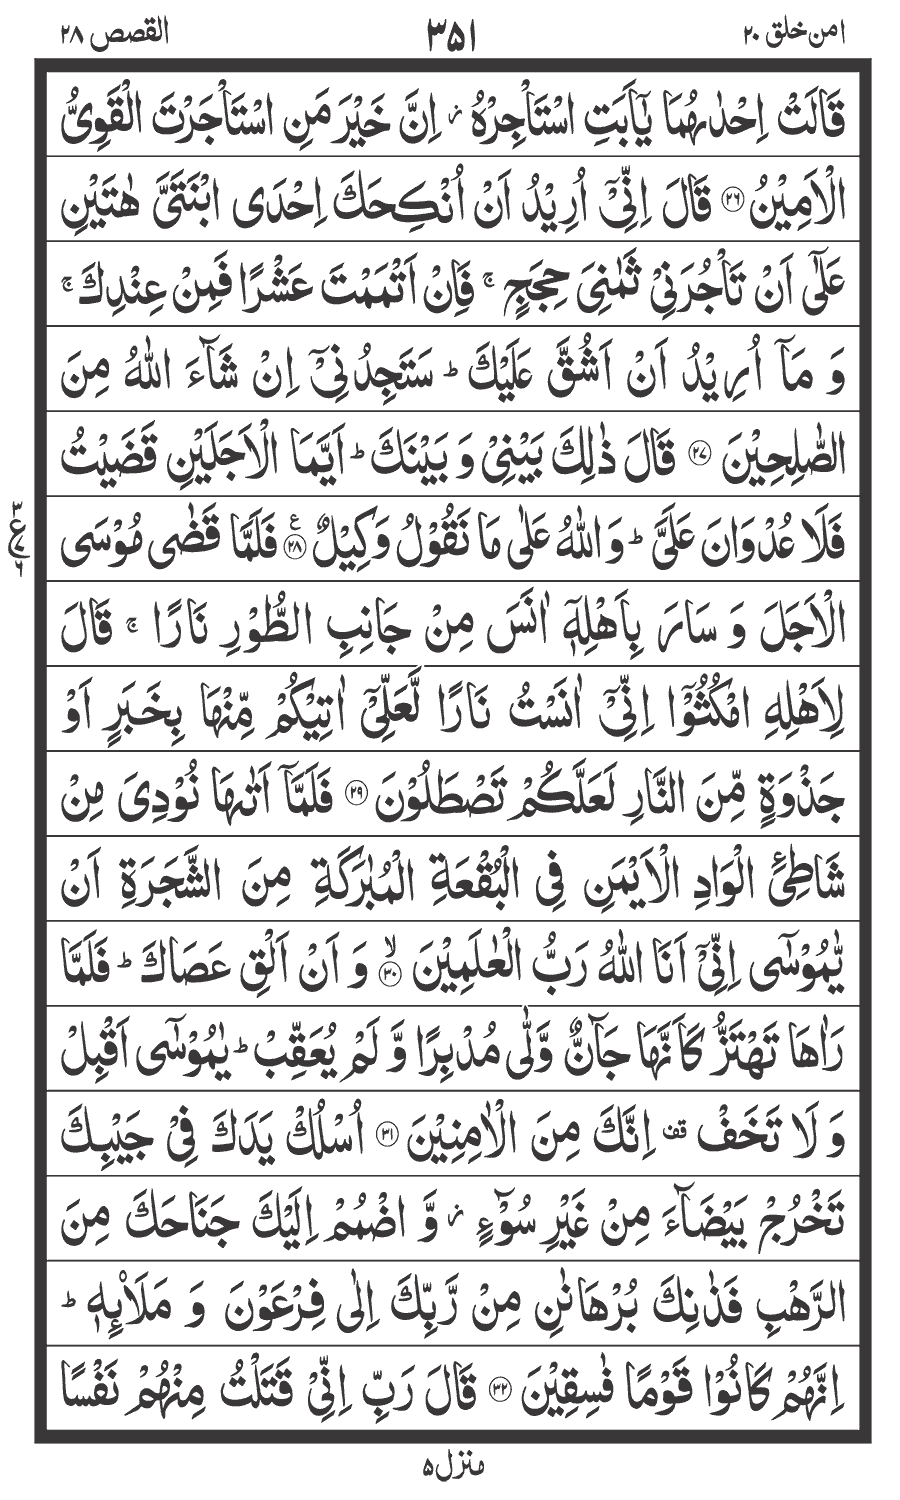 امن خلق ۲۰ ۳۵۱ القصص ۲۸
قَالَتْ اِحْدٰىهُمَا يٰۤاَبَتِ اسْتَاْجِرْهُ ؗ اِنَّ خَيْرَ مَنِ اسْتَاْجَرْتَ الْقَوِيُّ
الْاَمِيْنُ ۲۶ قَالَ اِنِّيْۤ اُرِيْدُ اَنْ اُنْكِحَكَ اِحْدَى ابْنَتَيَّ هٰتَيْنِ
عَلٰۤى اَنْ تَاْجُرَنِيْ ثَمٰنِيَ حِجَجٍ ۚ فَاِنْ اَتْمَمْتَ عَشْرًا فَمِنْ عِنْدِكَ ۚ
وَ مَاۤ اُرِيْدُ اَنْ اَشُقَّ عَلَيْكَ ؕ سَتَجِدُنِيْۤ اِنْ شَآءَ اللّٰهُ مِنَ
الصّٰلِحِيْنَ ۲۷ قَالَ ذٰلِكَ بَيْنِيْ وَ بَيْنَكَ ؕ اَيَّمَا الْاَجَلَيْنِ قَضَيْتُ
فَلَا عُدْوَانَ عَلَيَّ ؕ وَ اللّٰهُ عَلٰى مَا نَقُوْلُ وَكِيْلٌ ۲۸ ع فَلَمَّا قَضٰى مُوْسَى
۳ ع ۷ ۶
الْاَجَلَ وَ سَارَ بِاَهْلِهٖۤ اٰنَسَ مِنْ جَانِبِ الطُّوْرِ نَارًا ۚ قَالَ
لِاَهْلِهِ امْكُثُوْۤا اِنِّيْۤ اٰنَسْتُ نَارًا لَّعَلِّيْۤ اٰتِيْكُمْ مِّنْهَا بِخَبَرٍ اَوْ
جَذْوَةٍ مِّنَ النَّارِ لَعَلَّكُمْ تَصْطَلُوْنَ ۲۹ فَلَمَّاۤ اَتٰىهَا نُوْدِيَ مِنْ
شَاطِئِ الْوَادِ الْاَيْمَنِ فِي الْبُقْعَةِ الْمُبٰرَكَةِ مِنَ الشَّجَرَةِ اَنْ
يّٰمُوْسٰۤى اِنِّيْۤ اَنَا اللّٰهُ رَبُّ الْعٰلَمِيْنَ ۙ ۳۰ وَ اَنْ اَلْقِ عَصَاكَ ؕ فَلَمَّا
رَاٰهَا تَهْتَزُّ كَاَنَّهَا جَآنٌّ وَّلّٰى مُدْبِرًا وَّ لَمْ يُعَقِّبْ ؕ يٰمُوْسٰۤى اَقْبِلْ
وَ لَا تَخَفْ قف اِنَّكَ مِنَ الْاٰمِنِيْنَ ۳۱ اُسْلُكْ يَدَكَ فِيْ جَيْبِكَ
تَخْرُجْ بَيْضَآءَ مِنْ غَيْرِ سُوْٓءٍ ؗ وَّ اضْمُمْ اِلَيْكَ جَنَاحَكَ مِنَ
الرَّهْبِ فَذٰنِكَ بُرْهَانٰنِ مِنْ رَّبِّكَ اِلٰى فِرْعَوْنَ وَ مَلَا۟ىِٕهٖ ؕ
اِنَّهُمْ كَانُوْا قَوْمًا فٰسِقِيْنَ ۳۲ قَالَ رَبِّ اِنِّيْ قَتَلْتُ مِنْهُمْ نَفْسًا
منزل ۵